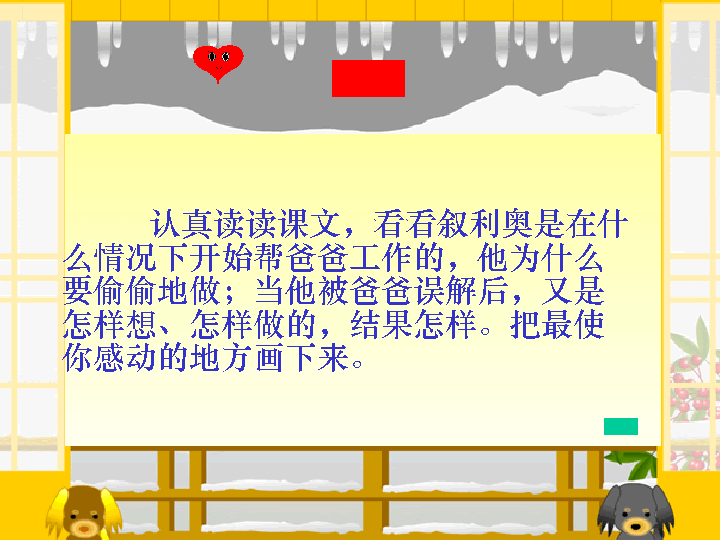 认真读读课文，看看叙利奥是在什
么情况下开始帮爸爸工作的，他为什么
要偷偷地做；当他被爸爸误解后，又是
怎样想、怎样做的，结果怎样。把最使
你感动的地方画下来。